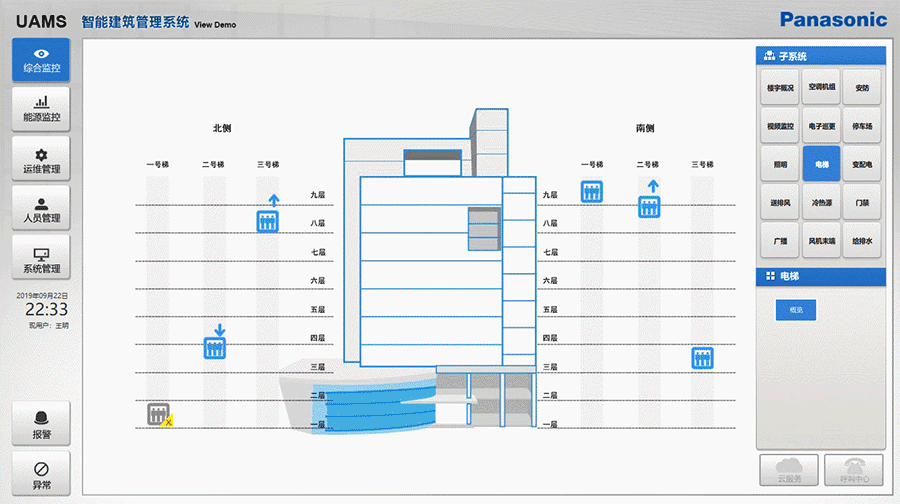 UAMS 智能建筑管理系统 View Demo
Panasonic
综合监控
能源监控
运维管理
人员管理
系统管理
2019年09月22日
22:33
现用户：王明
报警
异常
北侧
一号梯 二号梯 三号梯
九层
八层
七层
六层
五层
四层
三层
二层
一层
南侧
一号梯 二号梯 三号梯
九层
八层
七层
六层
五层
四层
三层
二层
一层
子系统
楼宇概况 空调机组 安防
视频监控 电子巡更 停车场
照明 电梯 变配电
送排风 冷热源 门禁
广播 风机末端 给排水
电梯
概览
云服务 呼叫中心